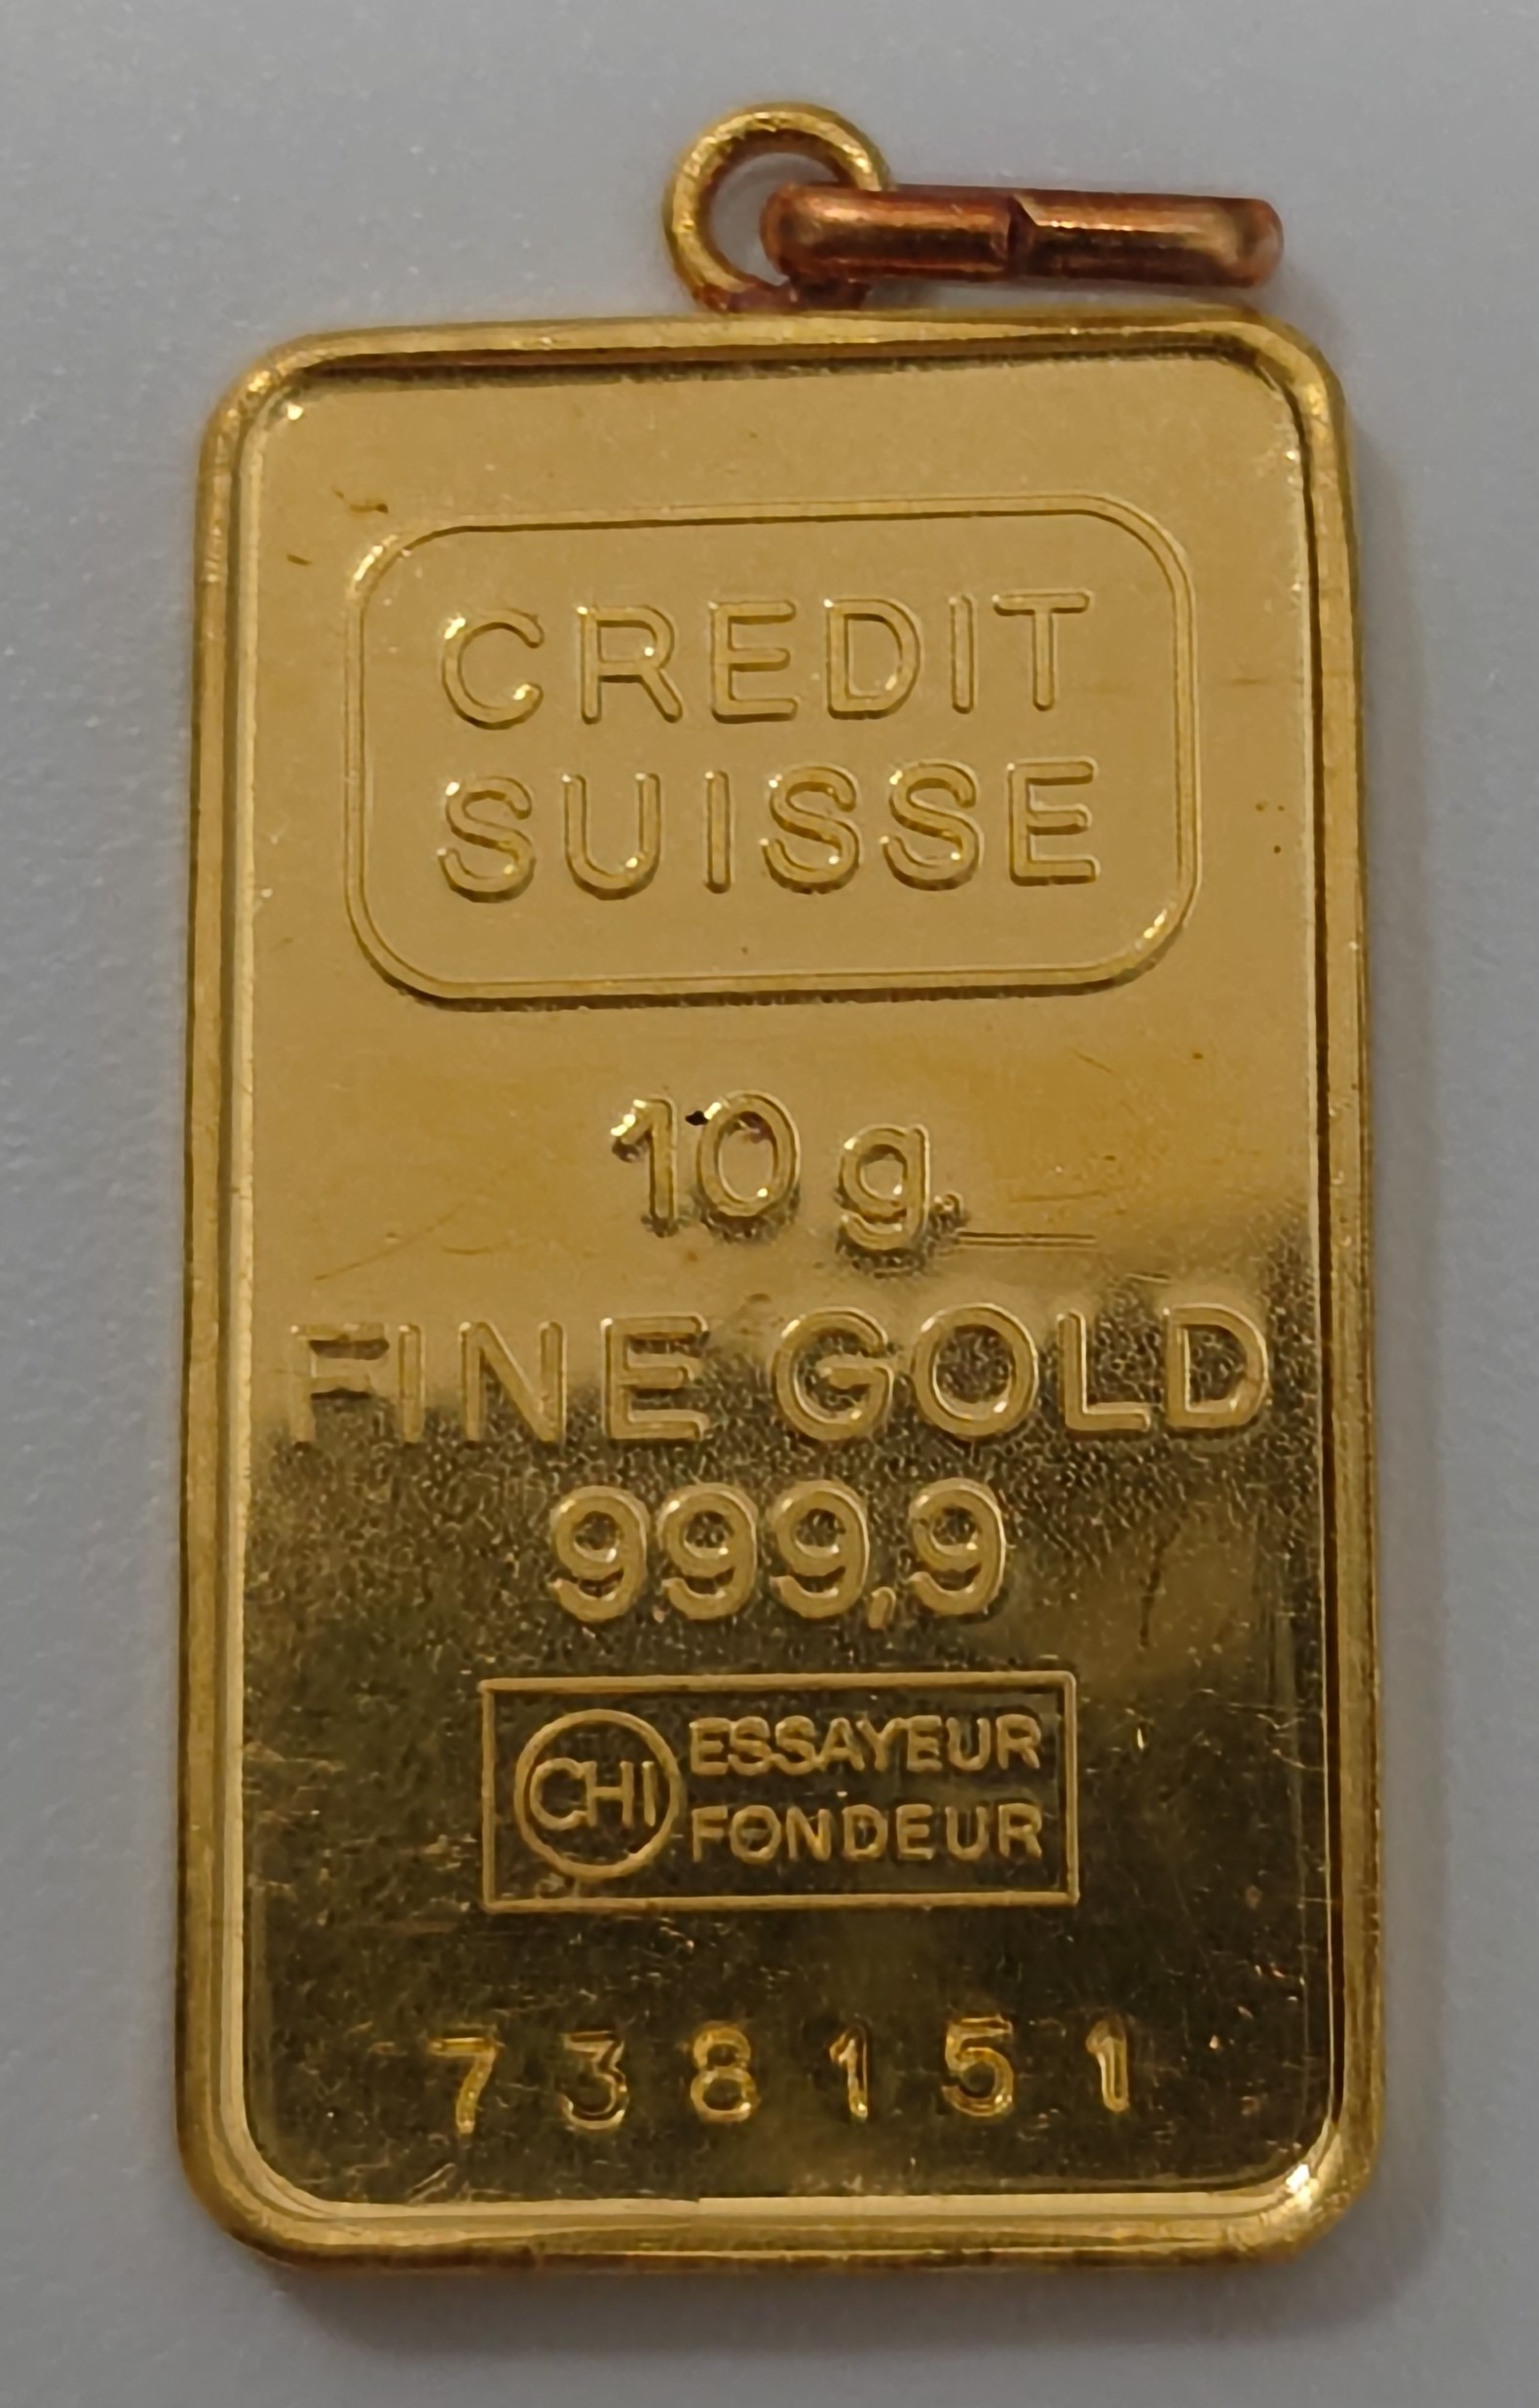 CREDIT
SUISSE
10 g.
FINE GOLD
999,9
CHI ESSAYEUR
FONDEUR
738151